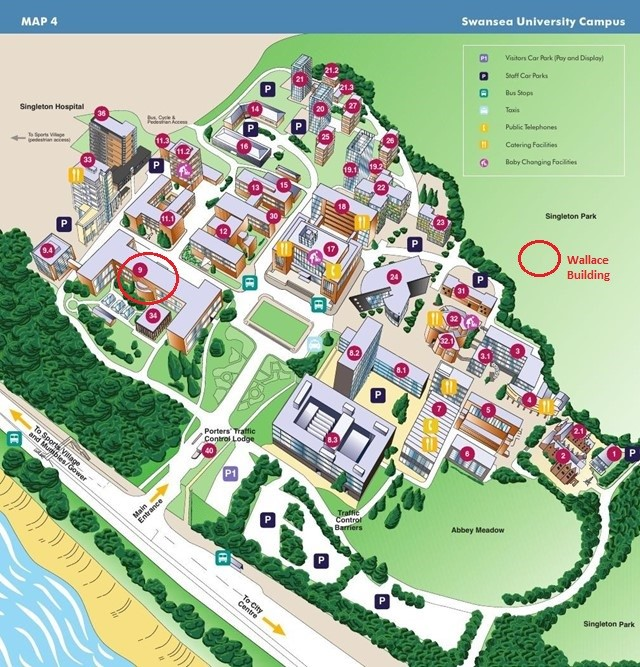 MAP 4
Swansea University Campus
P1 Visitors Car Park (Pay and Display)
P Staff Car Parks
Bus Stops
Taxis
Public Telephones
Catering Facilities
Baby Changing Facilities
Singleton Hospital
Bus, Cycle &
Pedestrian Access
To Sports Village
(pedestrian access)
Singleton Park
Wallace
Building
21
21.2
21.3
P
14
20
27
36
P
P
25
26
11.3
11.2
16
33
P
19.1
19.2
13
15
22
11.1
30
18
P
12
23
9.4
17
P
9
24
P
31
34
32
32.1
8.2
3.1
3
8.1
P
4
7
5
2.1
8.3
6
2
1
P
Porters' Traffic
Control Lodge
40
P1
To Sports Village
and Mumbles/Gower
Main
Entrance
Traffic
Control
Barriers
Abbey Meadow
P
P
P
To City
Centre
Singleton Park